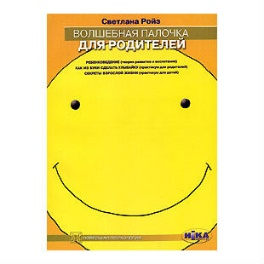 Светлана Ройз
ВОЛШЕБНАЯ ПАЛОЧКА
ДЛЯ РОДИТЕЛЕЙ
РЕБЕНКОВЕДЕНИЕ (теория развития и воспитания)
КАК ИЗ БУКИ СДЕЛАТЬ УЛЫБАКУ (практикум для родителей)
СЕКРЕТЫ ВЗРОСЛОЙ ЖИЗНИ (практикум для детей)
НІКА